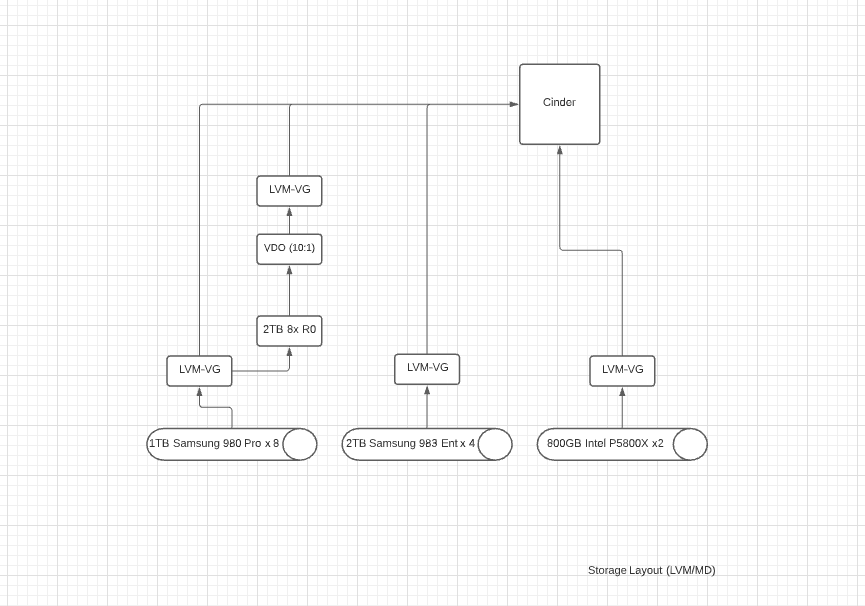 Cinder
LVM-VG
VDO (10:1)
2TB 8x R0
LVM-VG
LVM-VG
LVM-VG
1TB Samsung 980 Pro x 8
2TB Samsung 983 Ent x 4
800GB Intel P5800X x2
Storage Layout (LVM/MD)